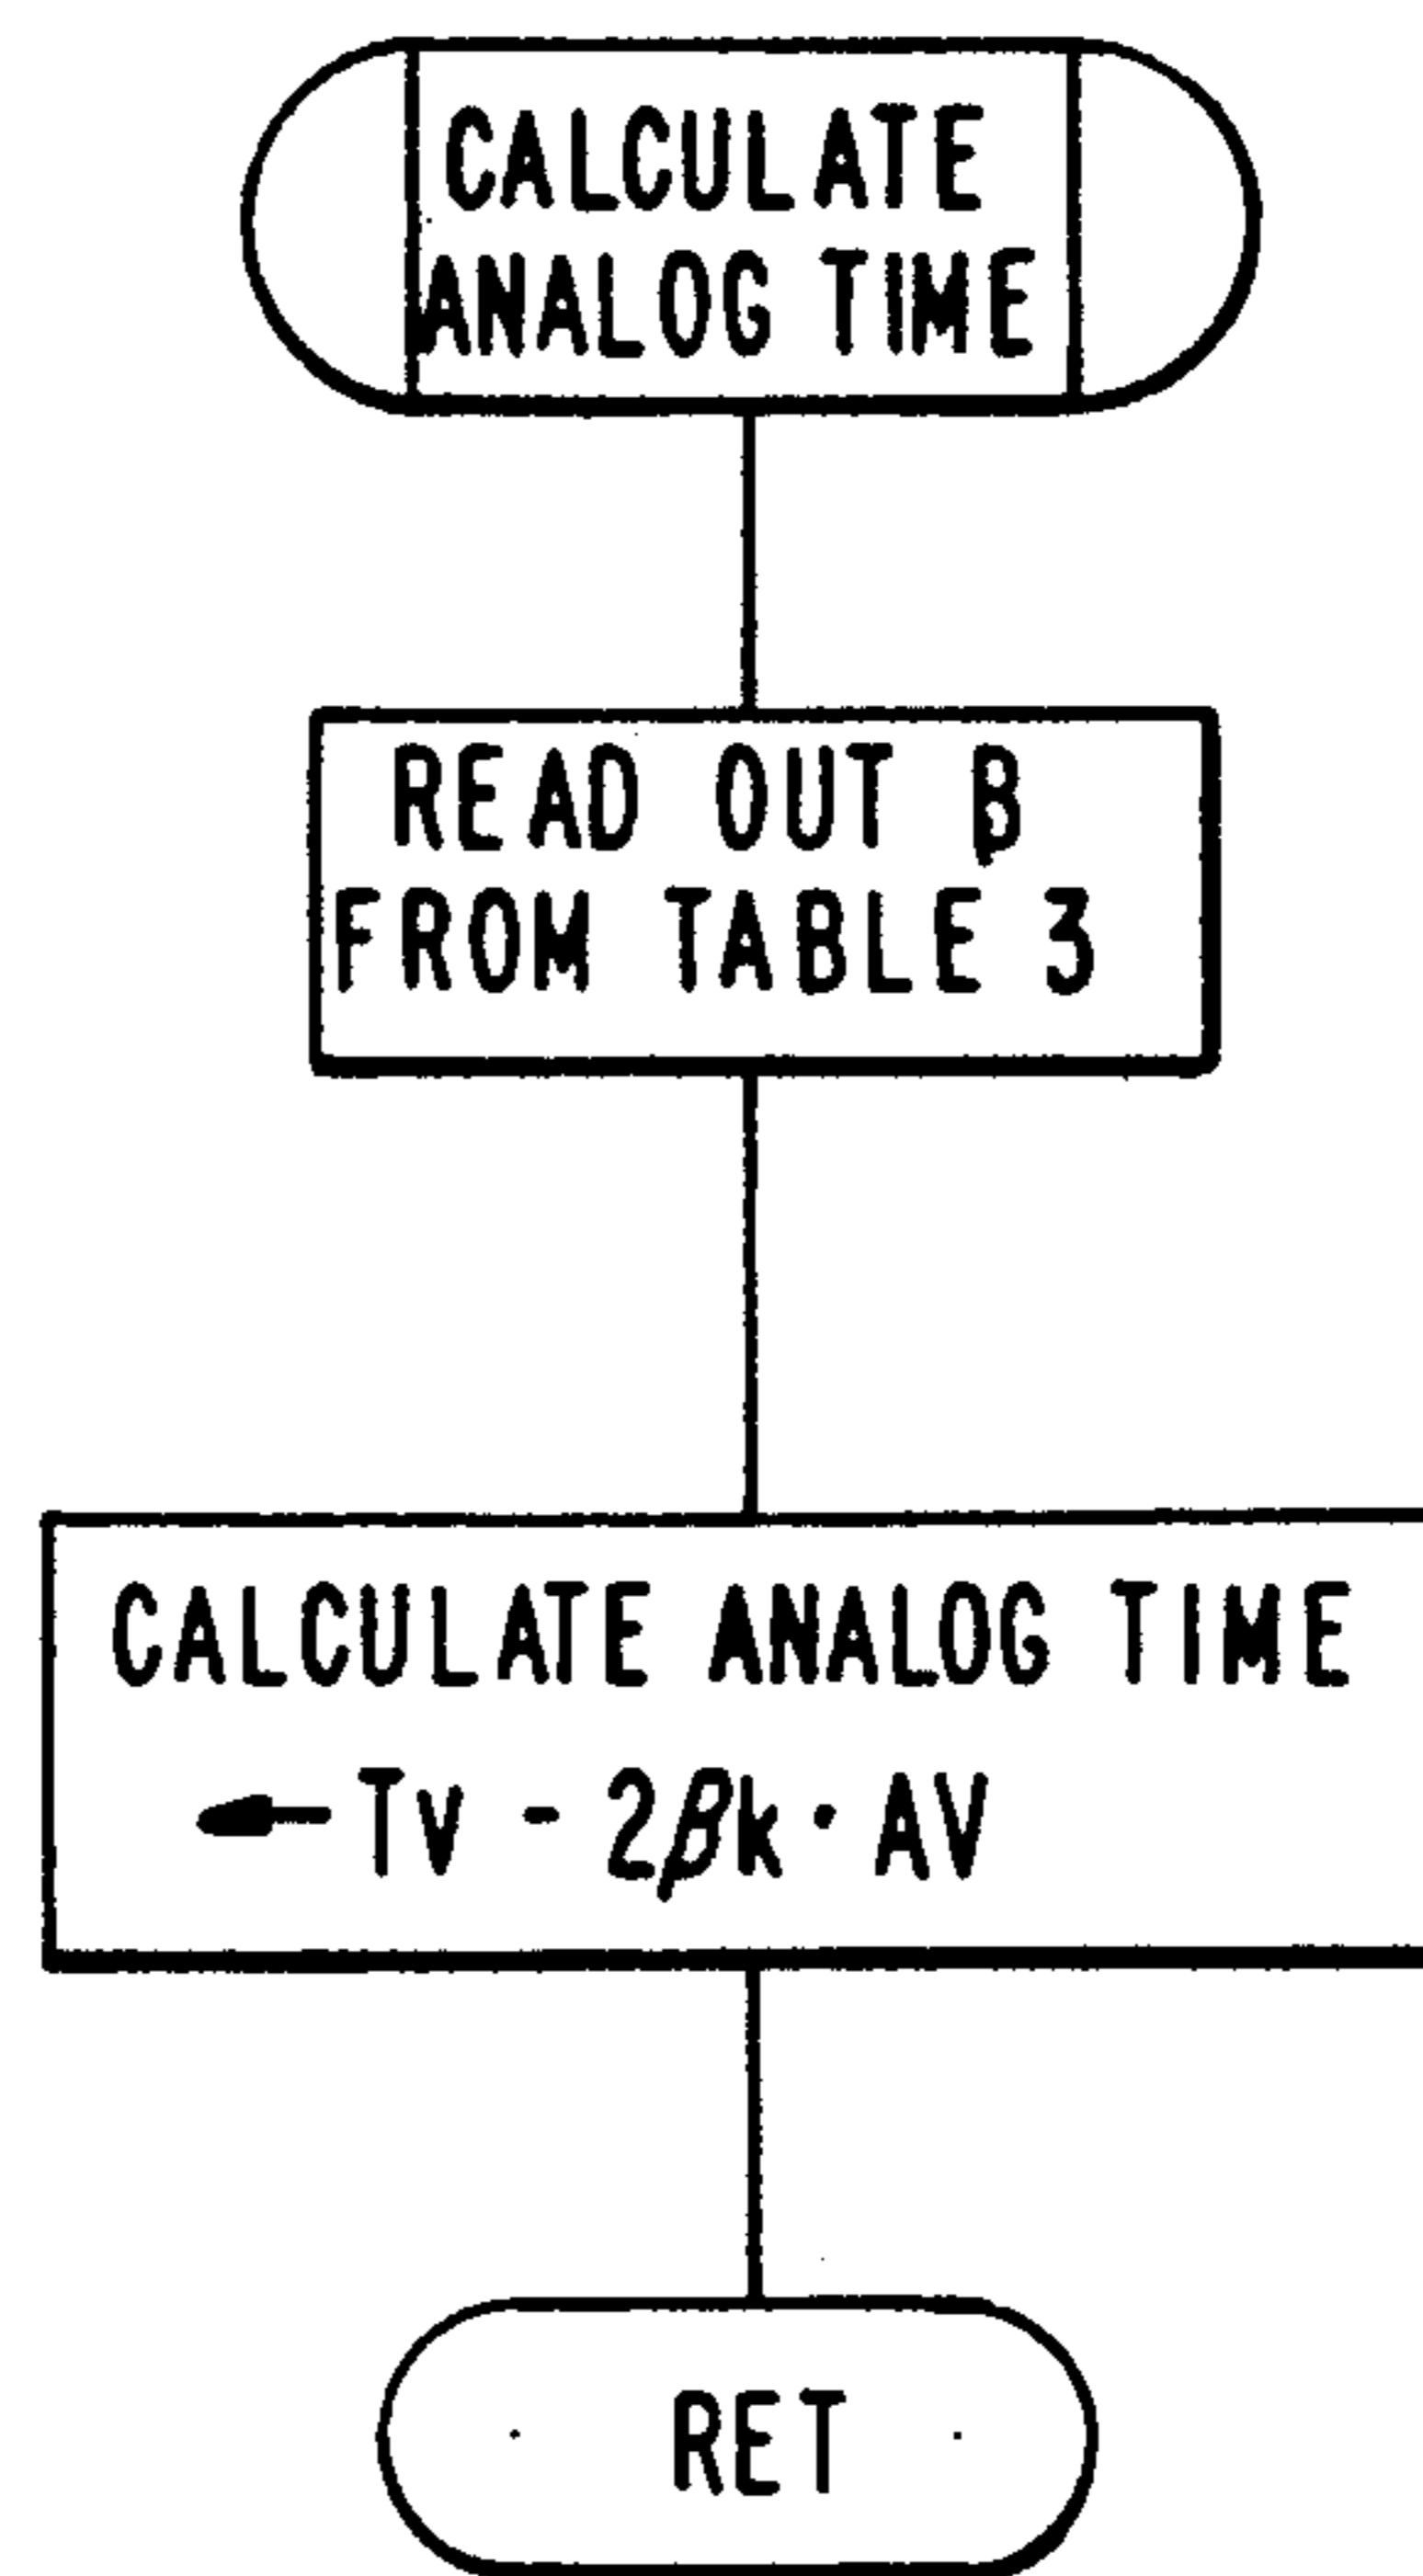 CALCULATE
ANALOG TIME
READ OUT β
FROM TABLE 3
CALCULATE ANALOG TIME
← Tv - 2βk · AV
RET